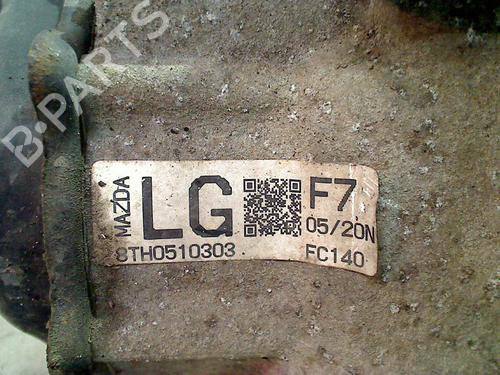 B-PARTS
MAZDA LG F7
05/20N
8TH0510303 FC140